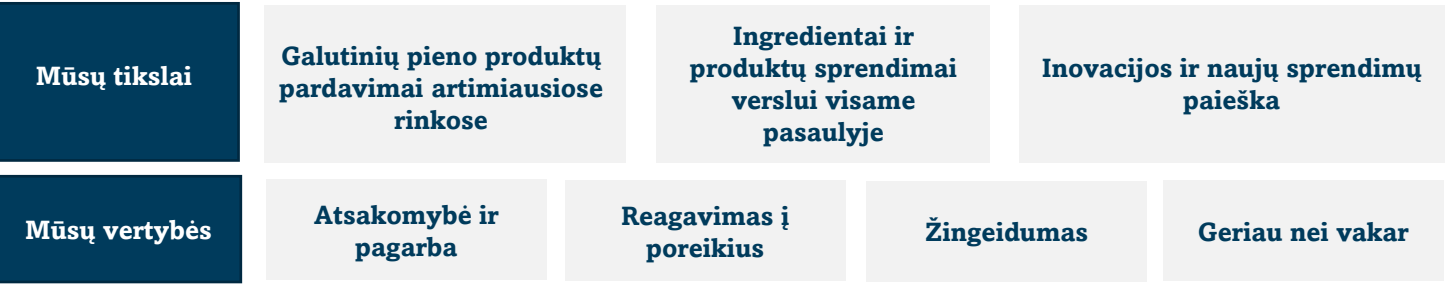 Mūsų tikslai
Galutinių pieno produktų
pardavimai artimiausiose
rinkose
Ingredientai ir
produktų sprendimai
verslui visame
pasaulyje
Inovacijos ir naujų sprendimų
paieška
Mūsų vertybės
Atsakomybė ir
pagarba
Reagavimas į
poreikius
Žingeidumas
Geriau nei vakar